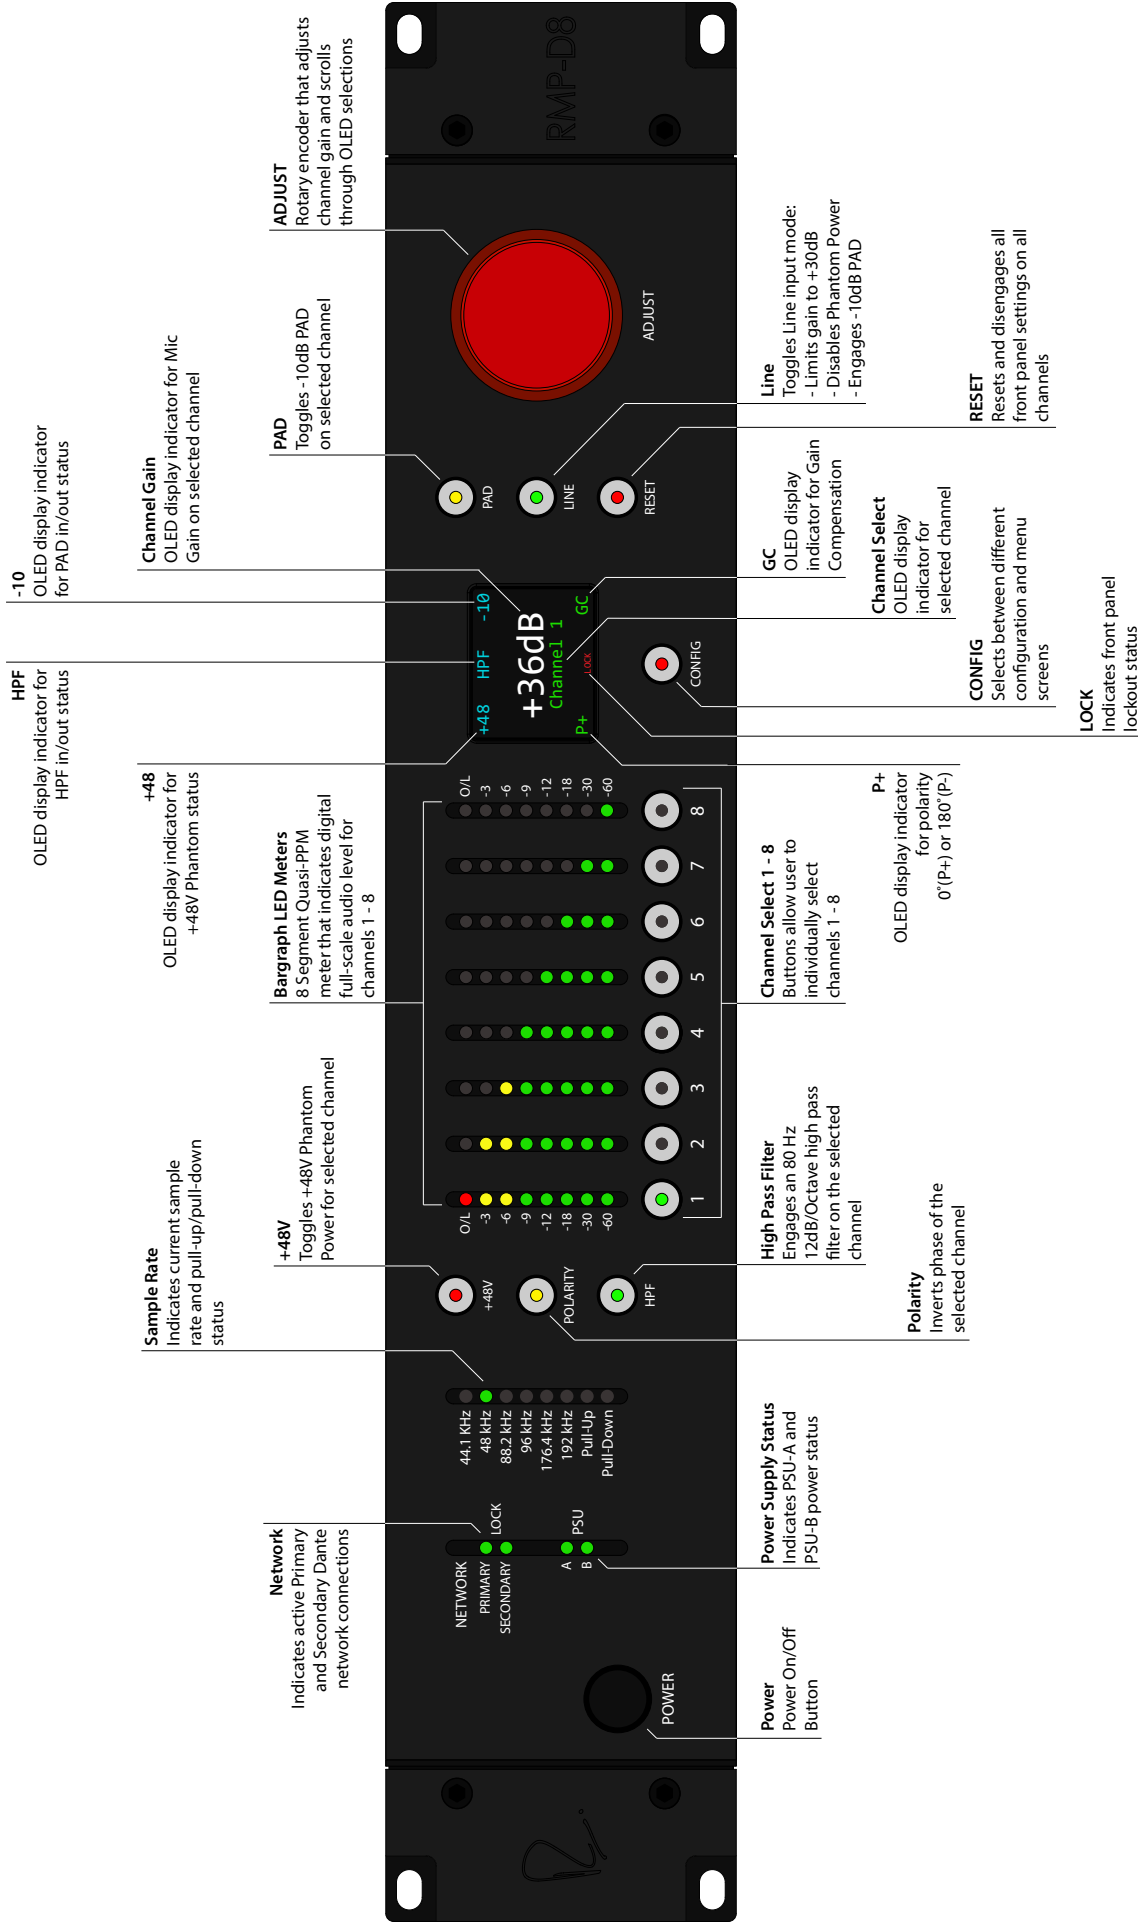 HPF
OLED display indicator for
HPF in/out status
-10
OLED display indicator
for PAD in/out status
Sample Rate
Indicates current sample
rate and pull-up/pull-down
status
+48
OLED display indicator for
+48V Phantom status
Channel Gain
OLED display indicator for Mic
Gain on selected channel
Network
Indicates active Primary
and Secondary Dante
network connections
+48V
Toggles +48V Phantom
Power for selected channel
Bargraph LED Meters
8 Segment Quasi-PPM
meter that indicates digital
full-scale audio level for
channels 1 - 8
PAD
Toggles -10dB PAD
on selected channel
ADJUST
Rotary encoder that adjusts
channel gain and scrolls
through OLED selections
NETWORK
PRIMARY
SECONDARY
LOCK
A
B
PSU
POWER
44.1 kHz
48 kHz
88.2 kHz
96 kHz
176.4 kHz
192 kHz
Pull-Up
Pull-Down
+48V
POLARITY
HPF
O/L
-3
-6
-9
-12
-18
-30
-60
1 2 3 4 5 6 7 8
O/L
-3
-6
-9
-12
-18
-30
-60
+48 HPF -10
+36dB
Channel 1
P+ LOCK GC
CONFIG
PAD
LINE
RESET
ADJUST
RMP-D8
Power
Power On/Off
Button
Power Supply Status
Indicates PSU-A and
PSU-B power status
High Pass Filter
Engages an 80 Hz
12dB/Octave high pass
filter on the selected
channel
Channel Select 1 - 8
Buttons allow user to
individually select
channels 1 - 8
GC
OLED display
indicator for Gain
Compensation
Line
Toggles Line input mode:
- Limits gain to +30dB
- Disables Phantom Power
- Engages -10dB PAD
Polarity
Inverts phase of the
selected channel
P+
OLED display indicator
for polarity
0°(P+) or 180°(P-)
Channel Select
OLED display
indicator for
selected channel
CONFIG
Selects between different
configuration and menu
screens
RESET
Resets and disengages all
front panel settings on all
channels
LOCK
Indicates front panel
lockout status